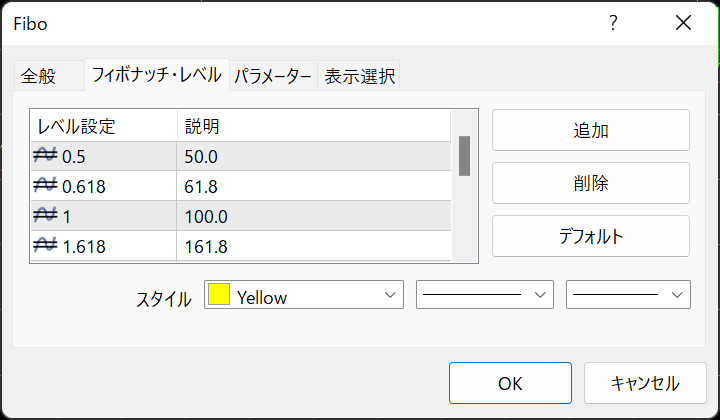 Fibo ?
全般 フィボナッチ・レベル パラメーター 表示選択
レベル設定 説明
0.5 50.0
0.618 61.8
1 100.0
1.618 161.8
追加
削除
デフォルト
スタイル Yellow
OK キャンセル